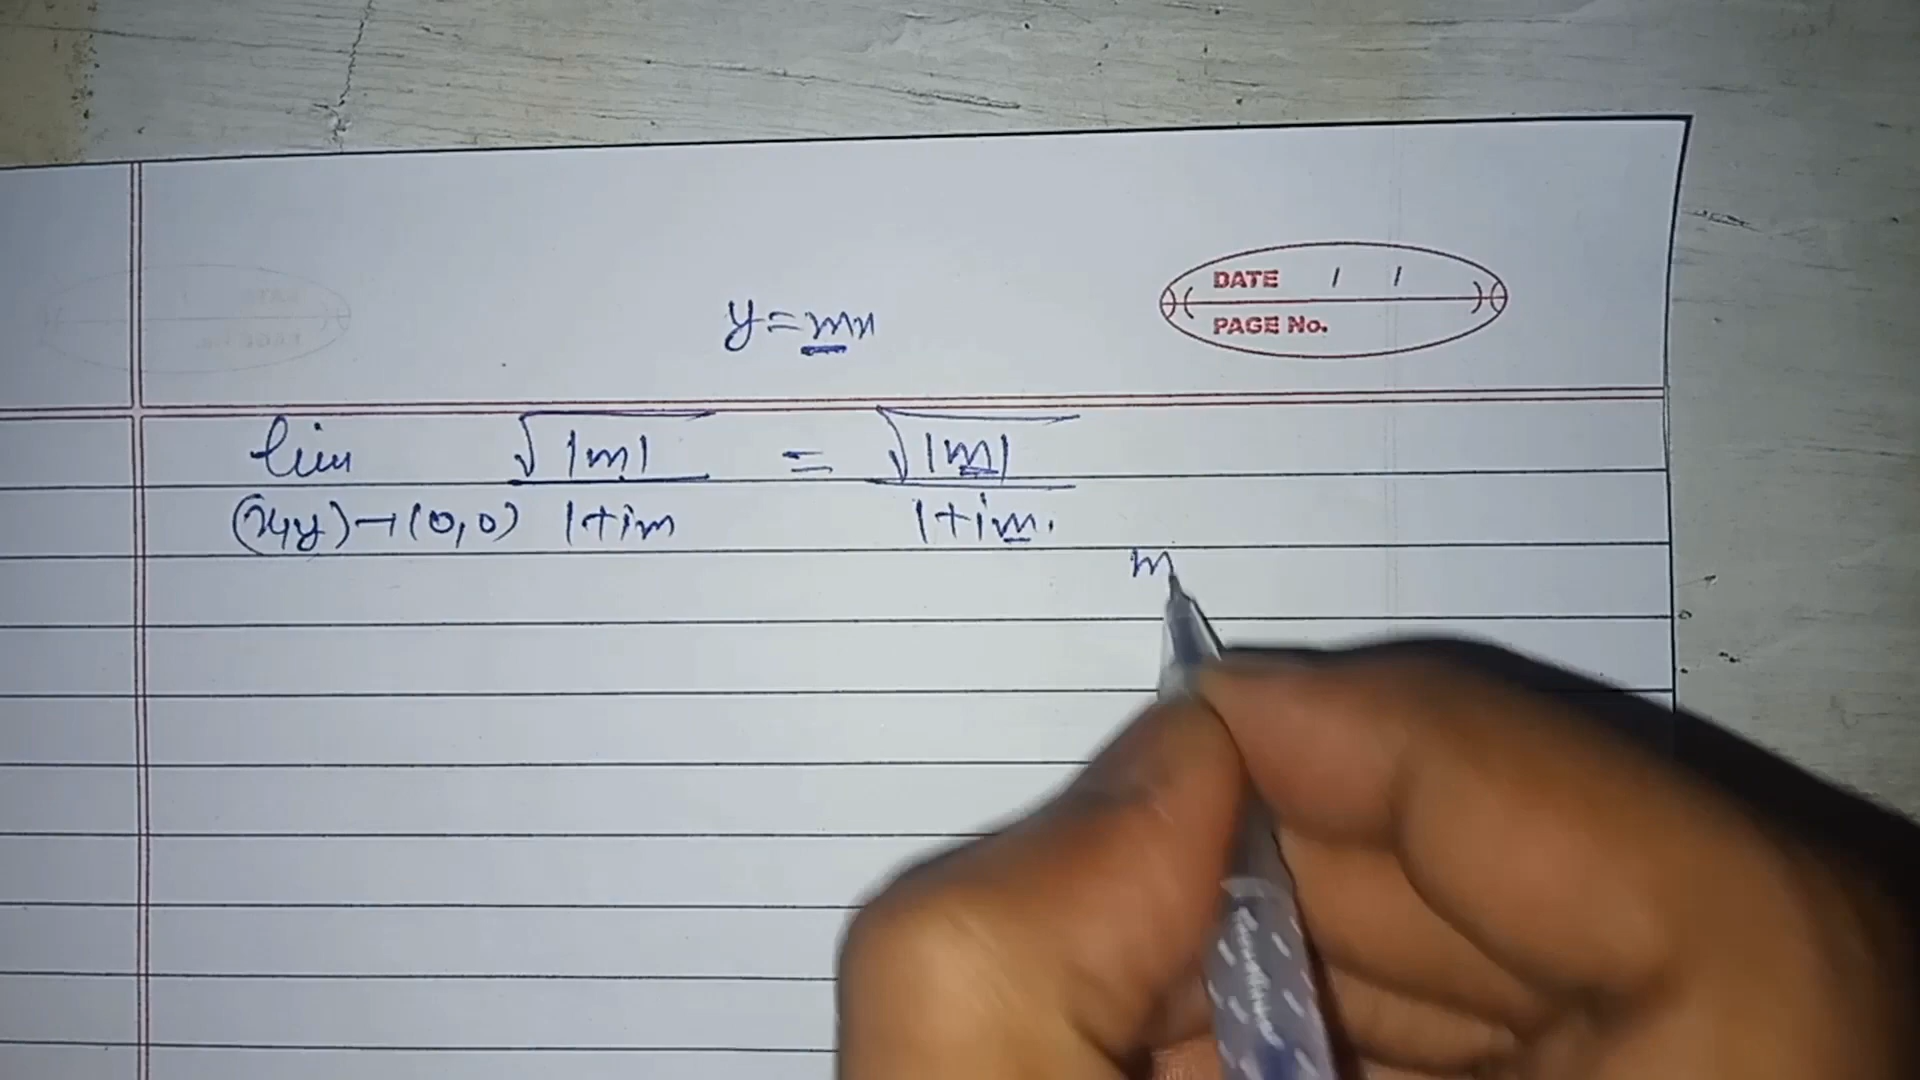 DATE / /
PAGE No.
y=mx
lim √|m| / 1+im = √|m| / 1+im.
(x,y)→(0,0)
m